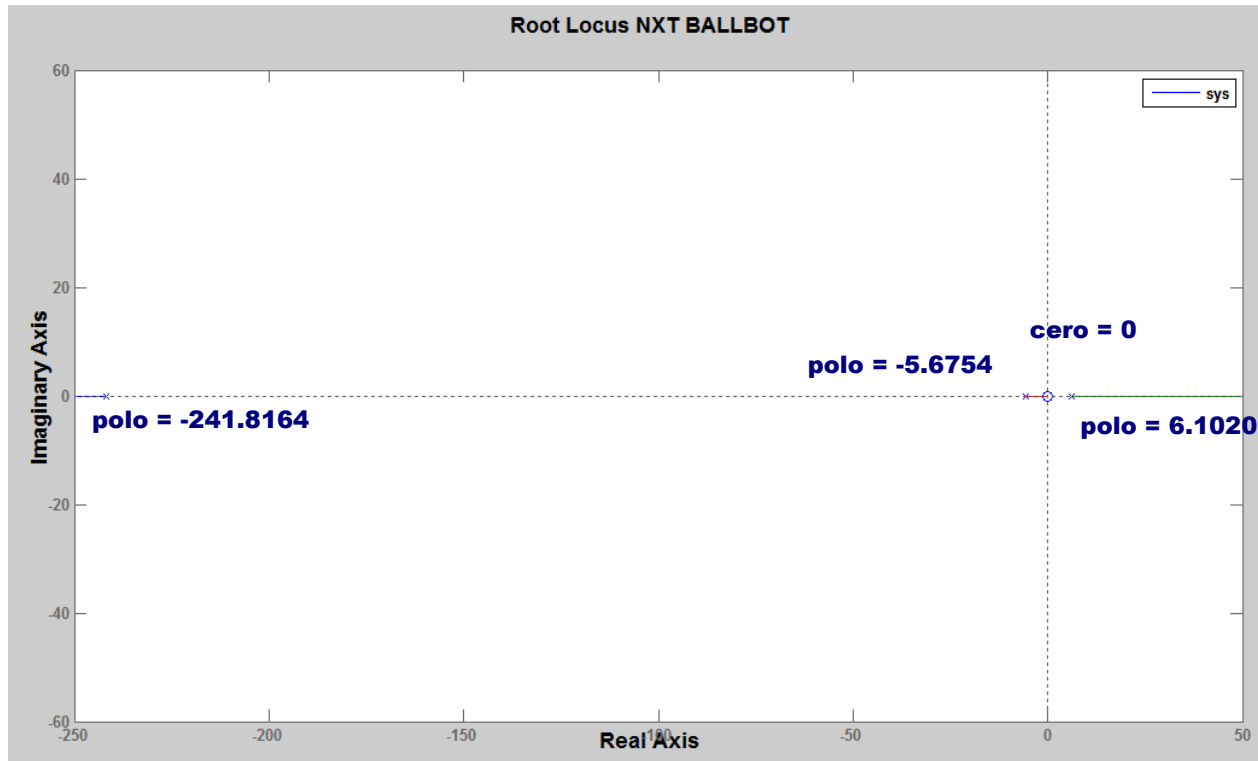 Root Locus NXT BALLBOT
sys
60
40
20
0
-20
-40
-60
Imaginary Axis
cero = 0
polo = -5.6754
polo = -241.8164
polo = 6.1020
-250
-200
-150
-100
-50
0
50
Real Axis